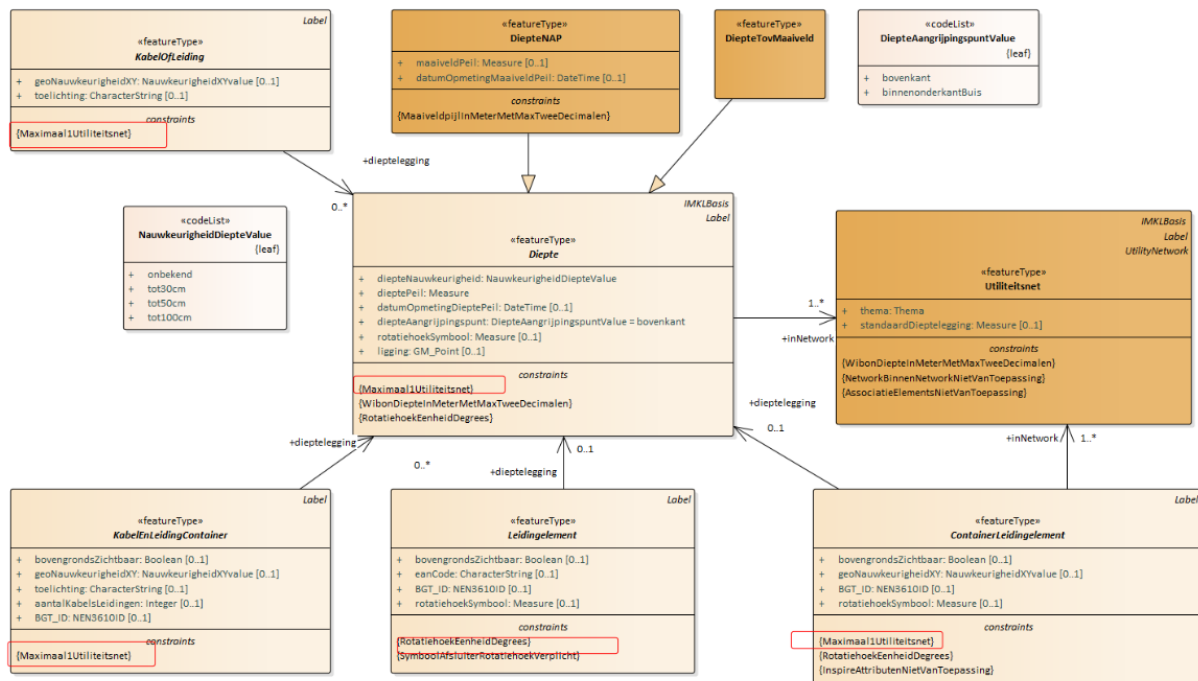 Label
«featureType»
KabelOfLeiding
+ geoNauwkeurigheidXY: NauwkeurigheidXYvalue [0..1]
+ toelichting: CharacterString [0..1]
constraints
{Maximaal1Utiliteitsnet}
«featureType»
DiepteNAP
+ maaiveldPeil: Measure [0..1]
+ datumOpmetingMaaiveldPeil: DateTime [0..1]
constraints
{MaaiveldpijlInMeterMetMaxTweeDecimalen}
«featureType»
DiepteTovMaaiveld
«codeList»
DiepteAangrijpingspuntValue
{leaf}
+ bovenkant
+ binnenonderkantBuis
+dieptelegging
0..*
«codeList»
NauwkeurigheidDiepteValue
{leaf}
+ onbekend
+ tot30cm
+ tot50cm
+ tot100cm
IMKLBasis
Label
«featureType»
Diepte
+ diepteNauwkeurigheid: NauwkeurigheidDiepteValue
+ dieptePeil: Measure
+ datumOpmetingDieptePeil: DateTime [0..1]
+ diepteAangrijpingspunt: DiepteAangrijpingspuntValue = bovenkant
+ rotatiehoekSymbool: Measure [0..1]
+ ligging: GM_Point [0..1]
constraints
{Maximaal1Utiliteitsnet}
{WibonDiepteInMeterMetMaxTweeDecimalen}
{RotatiehoekEenheidDegrees}
1..*
+inNetwork
IMKLBasis
Label
UtilityNetwork
«featureType»
Utiliteitsnet
+ thema: Thema
+ standaardDieptelegging: Measure [0..1]
constraints
{WibonDiepteInMeterMetMaxTweeDecimalen}
{NetworkBinnenNetworkNietVanToepassing}
{AssociatieElementsNietVanToepassing}
+dieptelegging
0..*
0..1
+dieptelegging
+dieptelegging
0..1
+inNetwork
1..*
Label
«featureType»
KabelEnLeidingContainer
+ bovengrondsZichtbaar: Boolean [0..1]
+ geoNauwkeurigheidXY: NauwkeurigheidXYvalue [0..1]
+ toelichting: CharacterString [0..1]
+ aantalKabelsLeidingen: Integer [0..1]
+ BGT_ID: NEN3610ID [0..1]
constraints
{Maximaal1Utiliteitsnet}
Label
«featureType»
Leidingelement
+ bovengrondsZichtbaar: Boolean [0..1]
+ eanCode: CharacterString [0..1]
+ BGT_ID: NEN3610ID [0..1]
+ rotatiehoekSymbool: Measure [0..1]
constraints
{RotatiehoekEenheidDegrees}
{SymboolAfsluiterRotatiehoekVerplicht}
Label
«featureType»
ContainerLeidingelement
+ bovengrondsZichtbaar: Boolean [0..1]
+ geoNauwkeurigheidXY: NauwkeurigheidXYvalue [0..1]
+ BGT_ID: NEN3610ID [0..1]
+ rotatiehoekSymbool: Measure [0..1]
constraints
{Maximaal1Utiliteitsnet}
{RotatiehoekEenheidDegrees}
{InspireAttributenNietVanToepassing}